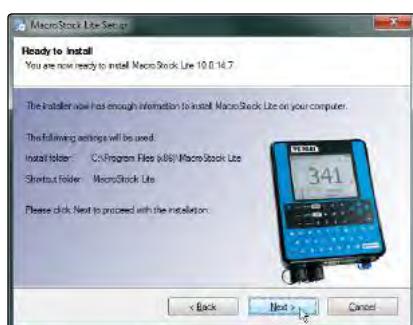 MacroStock Lite Setup
Ready to Install
You are now ready to install MacroStock Lite 10.0.14.7
The installer now has enough information to install MacroStock Lite on your computer.
The following settings will be used:
Install folder: C:\Program Files (x86)\MacroStock Lite
Shortcut folder: MacroStock Lite
Please click Next to proceed with the installation.
341
< Back
Next >
Cancel